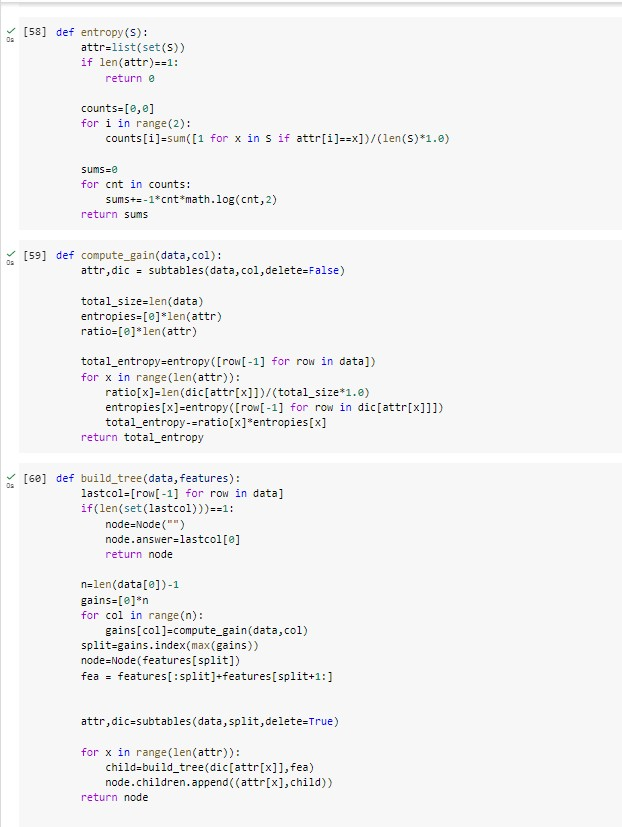 [58] def entropy(S):
attr=list(set(S))
if len(attr)==1:
return 0
counts=[0,0]
for i in range(2):
counts[i]=sum([1 for x in S if attr[i]==x])/(len(S)*1.0)
sums=0
for cnt in counts:
sums+=-1*cnt*math.log(cnt,2)
return sums
0s
[59] def compute_gain(data,col):
attr,dic = subtables(data,col,delete=False)
total_size=len(data)
entropies=[0]*len(attr)
ratio=[0]*len(attr)
total_entropy=entropy([row[-1] for row in data])
for x in range(len(attr)):
ratio[x]=len(dic[attr[x]])/(total_size*1.0)
entropies[x]=entropy([row[-1] for row in dic[attr[x]]])
total_entropy-=ratio[x]*entropies[x]
return total_entropy
0s
[60] def build_tree(data,features):
lastcol=[row[-1] for row in data]
if(len(set(lastcol)))==1:
node=Node("")
node.answer=lastcol[0]
return node
n=len(data[0])-1
gains=[0]*n
for col in range(n):
gains[col]=compute_gain(data,col)
split=gains.index(max(gains))
node=Node(features[split])
fea = features[:split]+features[split+1:]
attr,dic=subtables(data,split,delete=True)
for x in range(len(attr)):
child=build_tree(dic[attr[x]],fea)
node.children.append((attr[x],child))
return node
0s